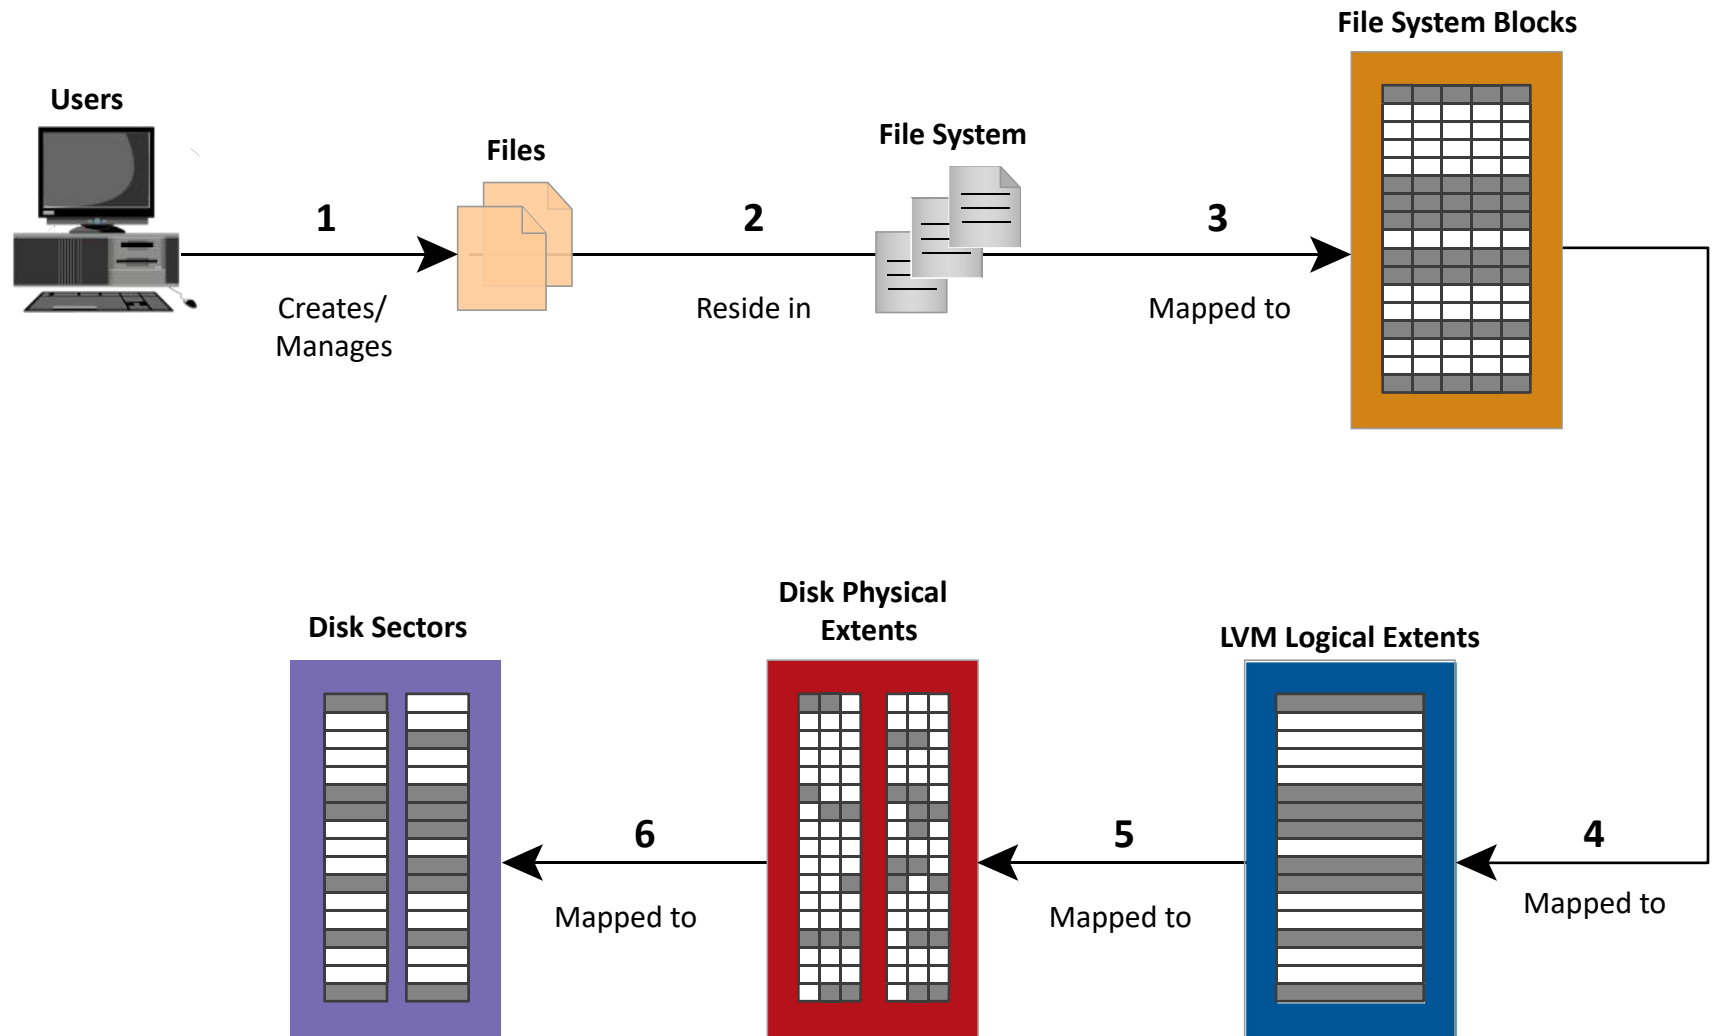 File System Blocks
Users
Files
File System
1
2
3
Creates/
Manages
Reside in
Mapped to
Disk Sectors
Disk Physical
Extents
LVM Logical Extents
6
5
4
Mapped to
Mapped to
Mapped to